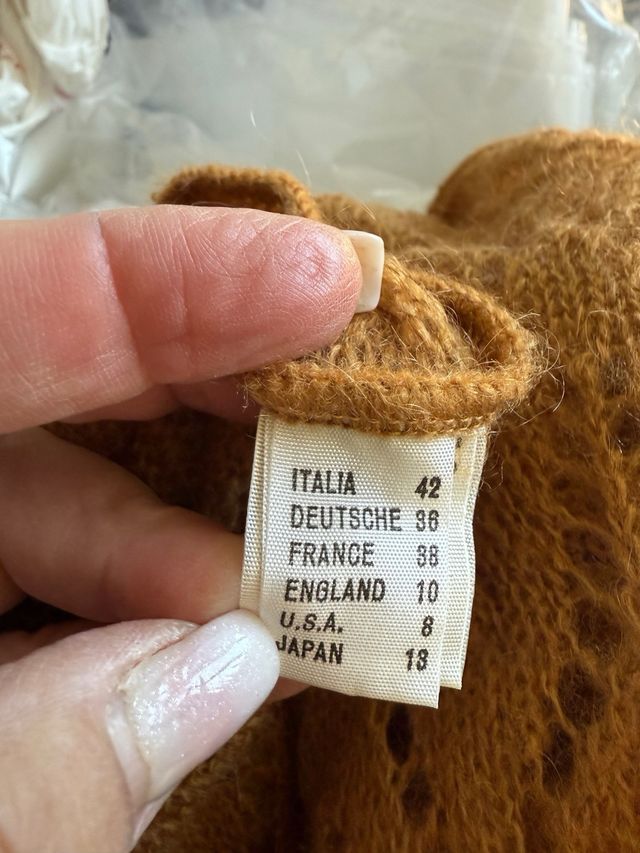 ITALIA 42
DEUTSCHE 36
FRANCE 38
ENGLAND 10
U.S.A. 8
JAPAN 13